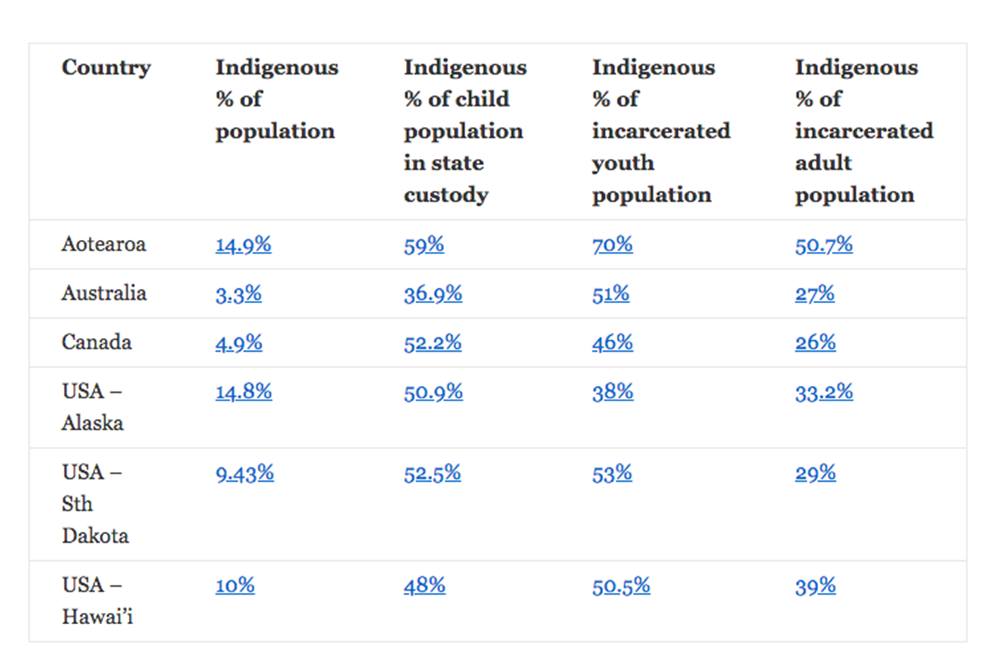 Country
Indigenous % of population
Indigenous % of child population in state custody
Indigenous % of incarcerated youth population
Indigenous % of incarcerated adult population
Aotearoa 14.9% 59% 70% 50.7%
Australia 3.3% 36.9% 51% 27%
Canada 4.9% 52.2% 46% 26%
USA – Alaska 14.8% 50.9% 38% 33.2%
USA – Sth Dakota 9.43% 52.5% 53% 29%
USA – Hawai’i 10% 48% 50.5% 39%